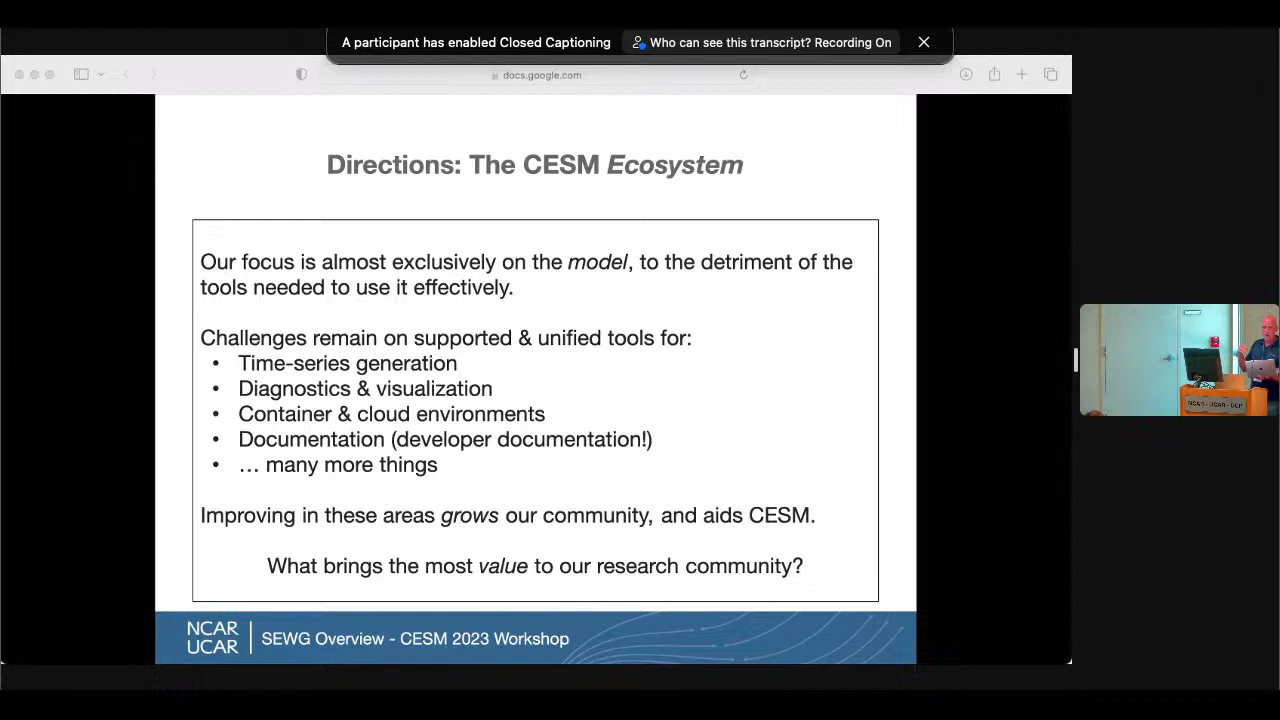 A participant has enabled Closed Captioning
Who can see this transcript? Recording On
docs.google.com
Directions: The CESM Ecosystem
Our focus is almost exclusively on the model, to the detriment of the
tools needed to use it effectively.
Challenges remain on supported & unified tools for:
• Time-series generation
• Diagnostics & visualization
• Container & cloud environments
• Documentation (developer documentation!)
• … many more things
Improving in these areas grows our community, and aids CESM.
What brings the most value to our research community?
NCAR
UCAR
SEWG Overview - CESM 2023 Workshop
NCAR - UCAR - UCP